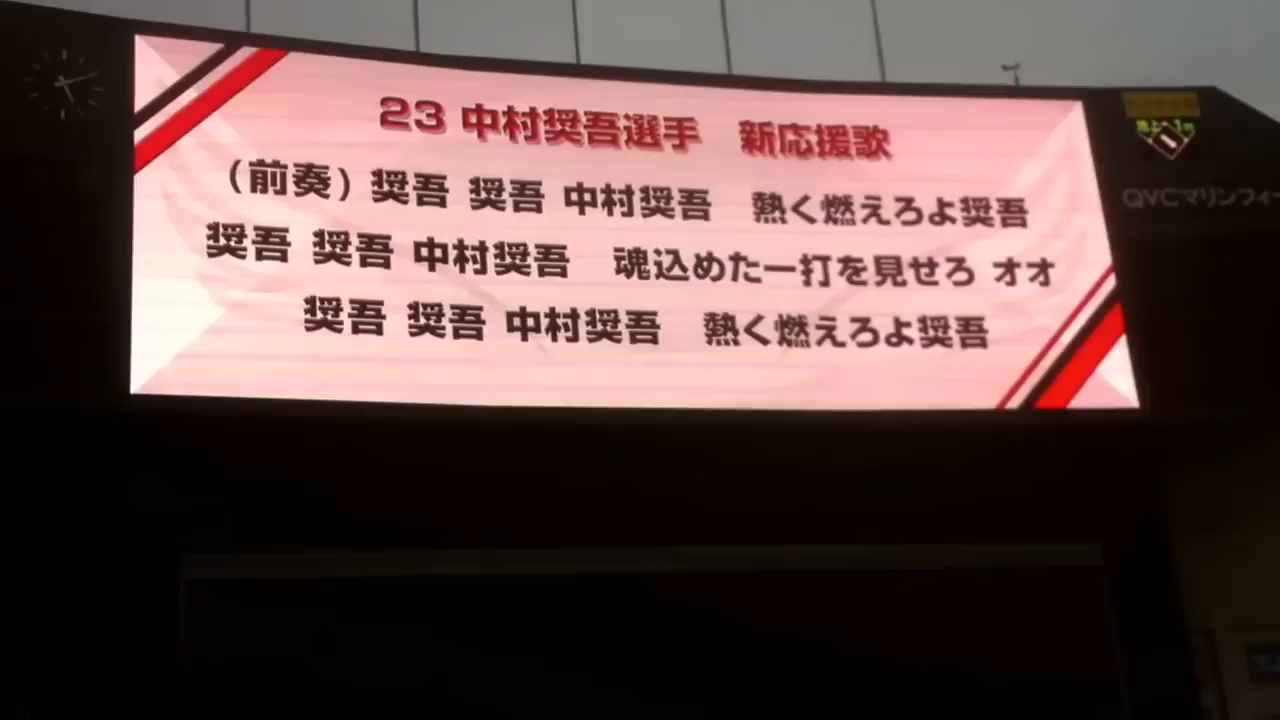 23 中村奨吾選手　新応援歌
(前奏) 奨吾 奨吾 中村奨吾　熱く燃えろよ奨吾
奨吾 奨吾 中村奨吾　魂込めた一打を見せろ オオ
奨吾 奨吾 中村奨吾　熱く燃えろよ奨吾
QVCマリンフィー